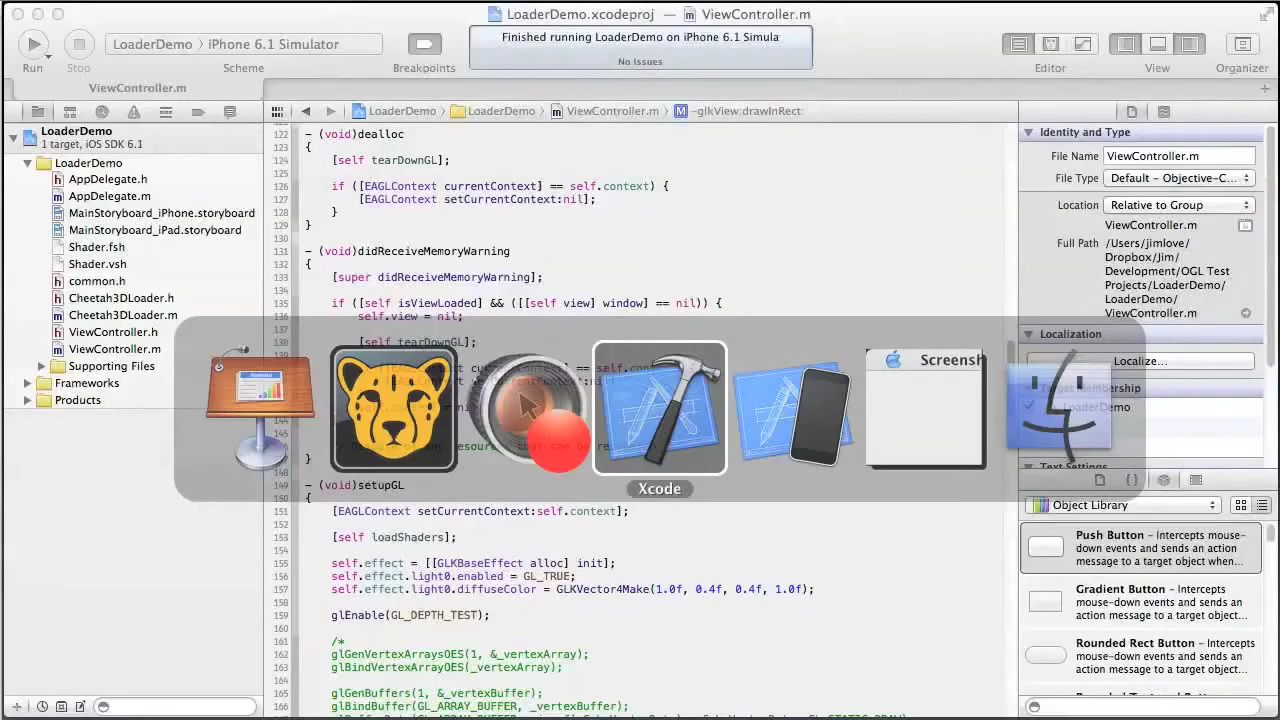 LoaderDemo.xcodeproj — ViewController.m
Run
Stop
LoaderDemo 〉 iPhone 6.1 Simulator
Scheme
Breakpoints
Finished running LoaderDemo on iPhone 6.1 Simula
No Issues
Editor
View
Organizer
ViewController.m
LoaderDemo
LoaderDemo
ViewController.m
-glkView:drawInRect:
LoaderDemo
1 target, iOS SDK 6.1
LoaderDemo
AppDelegate.h
AppDelegate.m
MainStoryboard_iPhone.storyboard
MainStoryboard_iPad.storyboard
Shader.fsh
Shader.vsh
common.h
Cheetah3DLoader.h
Cheetah3DLoader.m
ViewController.h
ViewController.m
Supporting Files
Frameworks
Products
122 - (void)dealloc
123 {
124 [self tearDownGL];
125
126 if ([EAGLContext currentContext] == self.context) {
127 [EAGLContext setCurrentContext:nil];
128 }
129 }
130
131 - (void)didReceiveMemoryWarning
132 {
133 [super didReceiveMemoryWarning];
134
135 if ([self isViewLoaded] && ([[self view] window] == nil)) {
136 self.view = nil;
137
138 [self tearDownGL];
148
149 - (void)setupGL
150 {
151 [EAGLContext setCurrentContext:self.context];
152
153 [self loadShaders];
154
155 self.effect = [[GLKBaseEffect alloc] init];
156 self.effect.light0.enabled = GL_TRUE;
157 self.effect.light0.diffuseColor = GLKVector4Make(1.0f, 0.4f, 0.4f, 1.0f);
158
159 glEnable(GL_DEPTH_TEST);
160
161 /*
162 glGenVertexArraysOES(1, &_vertexArray);
163 glBindVertexArrayOES(_vertexArray);
164
165 glGenBuffers(1, &_vertexBuffer);
166 glBindBuffer(GL_ARRAY_BUFFER, _vertexBuffer);
Screensh
Xcode
Identity and Type
File Name ViewController.m
File Type Default - Objective-C...
Location Relative to Group
ViewController.m
Full Path /Users/jimlove/
Dropbox/Jim/
Development/OGL Test
Projects/LoaderDemo/
LoaderDemo/
ViewController.m
Localization
Localize...
Target Membership
LoaderDemo
Text Settings
Object Library
Push Button - Intercepts mouse-
down events and sends an action
message to a target object when...
Gradient Button - Intercepts
mouse-down events and sends an
action message to a target object...
Rounded Rect Button - Intercepts
mouse-down events and sends an
action message to a target object...